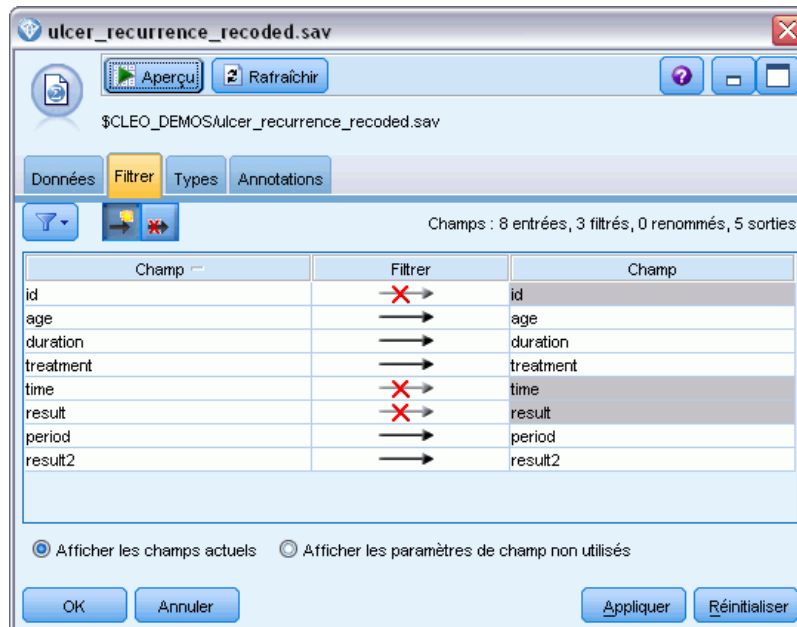 ulcer_recurrence_recoded.sav
Aperçu Rafraîchir
$CLEO_DEMOS/ulcer_recurrence_recoded.sav
Données Filtrer Types Annotations
Champs : 8 entrées, 3 filtrés, 0 renommés, 5 sorties
Champ Filtrer Champ
id id
age age
duration duration
treatment treatment
time time
result result
period period
result2 result2
Afficher les champs actuels Afficher les paramètres de champ non utilisés
OK Annuler Appliquer Réinitialiser